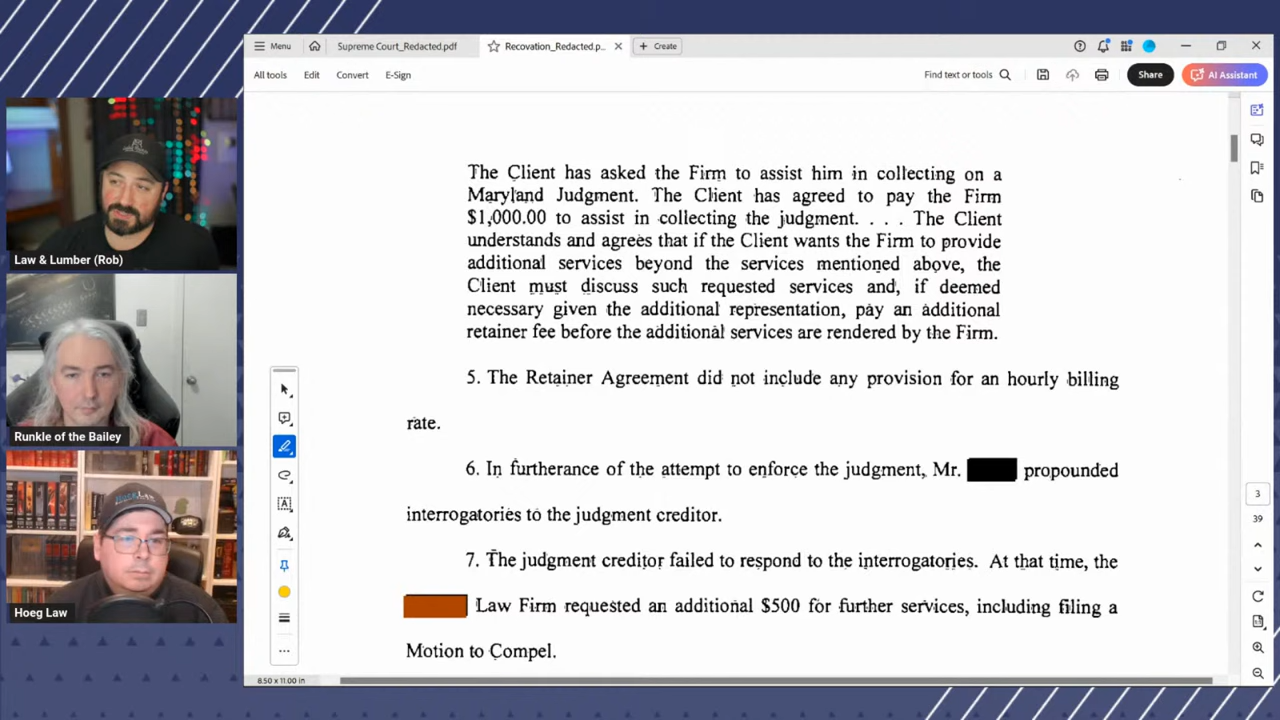 Menu
Supreme Court_Redacted.pdf
Recovation_Redacted.p...
Create
All tools
Edit
Convert
E-Sign
Find text or tools
Share
AI Assistant
The Client has asked the Firm to assist him in collecting on a
Maryland Judgment. The Client has agreed to pay the Firm
$1,000.00 to assist in collecting the judgment. . . . The Client
understands and agrees that if the Client wants the Firm to provide
additional services beyond the services mentioned above, the
Client must discuss such requested services and, if deemed
necessary given the additional representation, pay an additional
retainer fee before the additional services are rendered by the Firm.
5. The Retainer Agreement did not include any provision for an hourly billing
rate.
6. In furtherance of the attempt to enforce the judgment, Mr. propounded
interrogatories to the judgment creditor.
7. The judgment creditor failed to respond to the interrogatories. At that time, the
Law Firm requested an additional $500 for further services, including filing a
Motion to Compel.
3
39
8.50 x 11.00 in
Law & Lumber (Rob)
Runkle of the Bailey
HOEG LAW
Hoeg Law